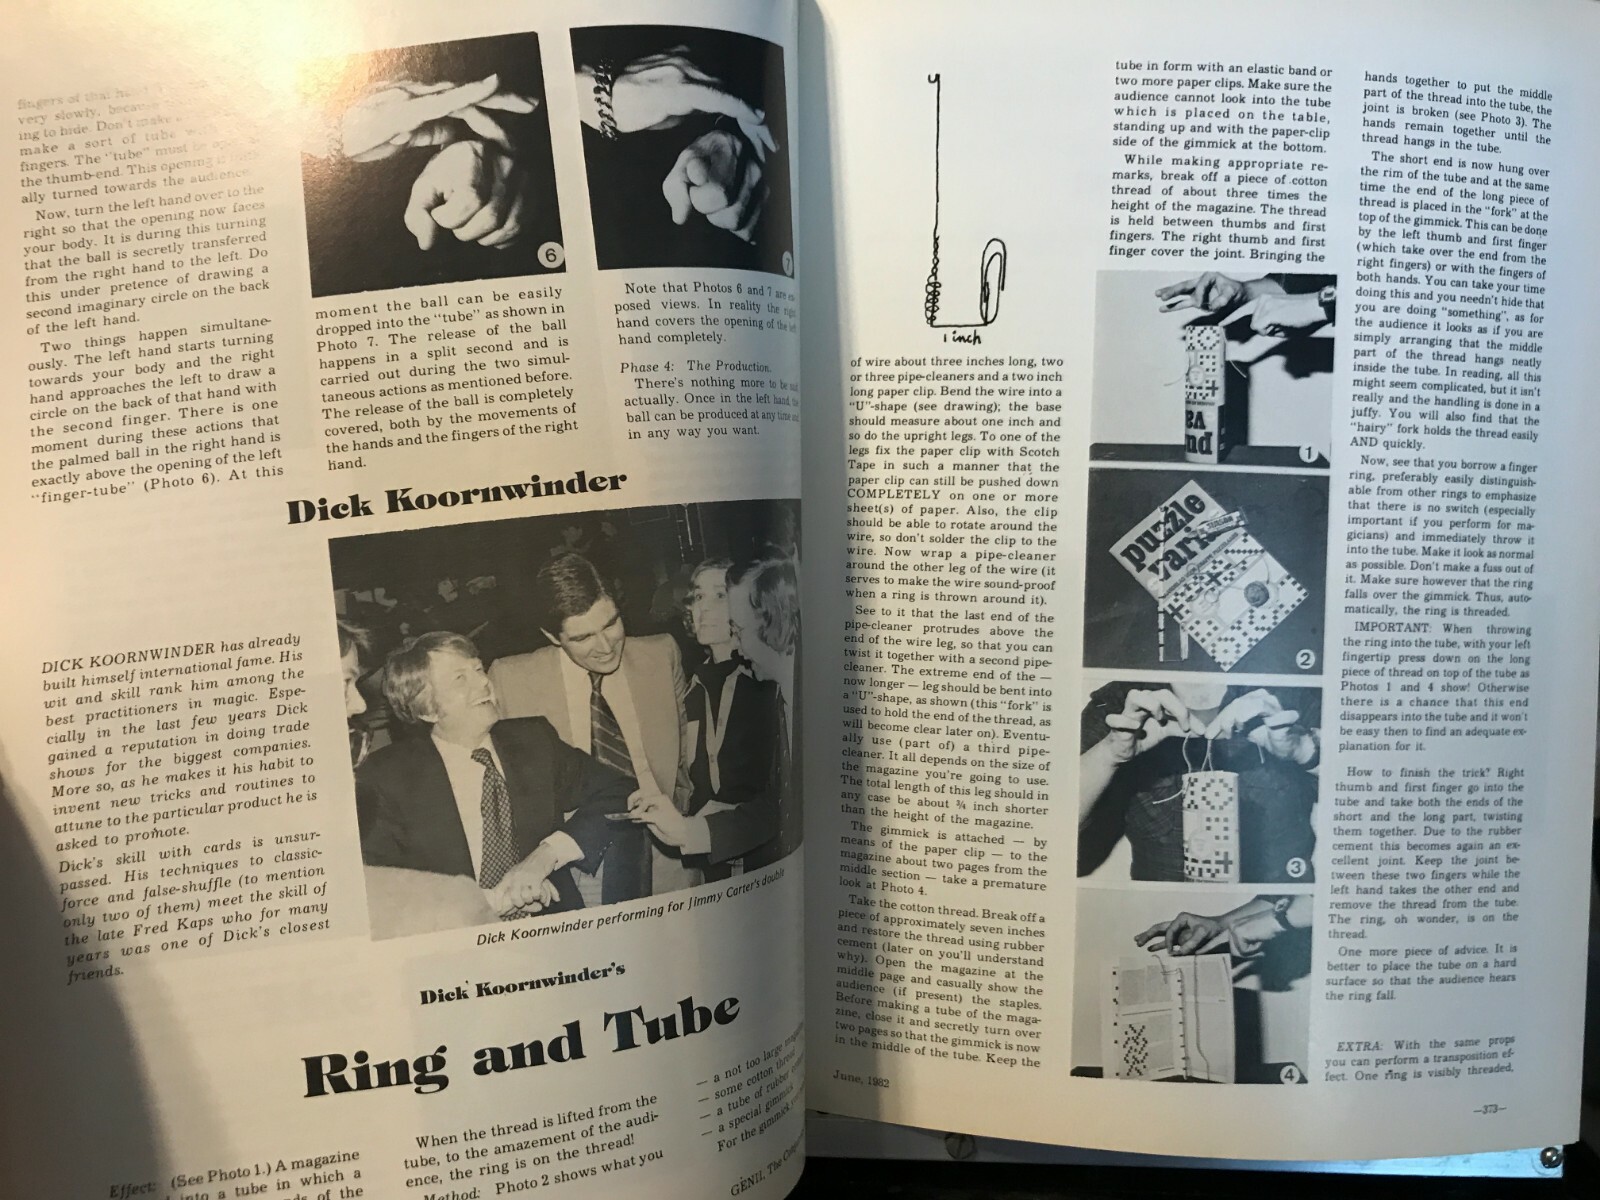 fingers of that hand
very slowly, because
ing to hide. Don't make a
make a sort of tube with
fingers. The "tube" must
the thumb-end. This opening is
ally turned towards the audience.
Now, turn the left hand over to the
right so that the opening now faces
your body. It is during this turning
that the ball is secretly transferred
from the right hand to the left. Do
this under pretence of drawing a
second imaginary circle on the back
of the left hand.
Two things happen simultane-
ously. The left hand starts turning
towards your body and the right
hand approaches the left to draw a
circle on the back of that hand with
the second finger. There is one
moment during these actions that
the palmed ball in the right hand is
exactly above the opening of the left
"finger-tube" (Photo 6). At this
6
moment the ball can be easily
dropped into the "tube" as shown in
Photo 7. The release of the ball
happens in a split second and is
carried out during the two simul-
taneous actions as mentioned before.
The release of the ball is completely
covered, both by the movements of
the hands and the fingers of the right
hand.
7
Note that Photos 6 and 7 are ex-
posed views. In reality the right
hand covers the opening of the left
hand completely.
Phase 4: The Production.
There's nothing more to be said
actually. Once in the left hand the
ball can be produced at any time and
in any way you want.
Dick Koornwinder
DICK KOORNWINDER has already
built himself international fame. His
wit and skill rank him among the
best practitioners in magic. Espe-
cially in the last few years Dick
gained a reputation in doing trade
shows for the biggest companies.
More so, as he makes it his habit to
invent new tricks and routines to
attune to the particular product he is
asked to promote.
Dick's skill with cards is unsur-
passed. His techniques to classic-
force and false-shuffle (to mention
only two of them) meet the skill of
the late Fred Kaps who for many
years was one of Dick's closest
friends.
Dick Koornwinder performing for Jimmy Carter's double
Dick Koornwinder's
Ring and Tube
Effect: (See Photo 1.) A magazine
into a tube in which a
of the
When the thread is lifted from the
tube, to the amazement of the audi-
ence, the ring is on the thread!
Method: Photo 2 shows what you
— a not too large magazine
— some cotton thread
— a tube of rubber cement
— a special gimmick
For the gimmick you
GENII, The
1 inch
of wire about three inches long, two
or three pipe-cleaners and a two inch
long paper clip. Bend the wire into a
"U"-shape (see drawing); the base
should measure about one inch and
so do the upright legs. To one of the
legs fix the paper clip with Scotch
Tape in such a manner that the
paper clip can still be pushed down
COMPLETELY on one or more
sheet(s) of paper. Also, the clip
should be able to rotate around the
wire, so don't solder the clip to the
wire. Now wrap a pipe-cleaner
around the other leg of the wire (it
serves to make the wire sound-proof
when a ring is thrown around it).
See to it that the last end of the
pipe-cleaner protrudes above the
end of the wire leg, so that you can
twist it together with a second pipe-
cleaner. The extreme end of the —
now longer — leg should be bent into
a "U"-shape, as shown (this "fork" is
used to hold the end of the thread, as
will become clear later on). Eventu-
ally use (part of) a third pipe-
cleaner. It all depends on the size of
the magazine you're going to use.
The total length of this leg should in
any case be about ¾ inch shorter
than the height of the magazine.
The gimmick is attached — by
means of the paper clip — to the
magazine about two pages from the
middle section — take a premature
look at Photo 4.
Take the cotton thread. Break off a
piece of approximately seven inches
and restore the thread using rubber
cement (later on you'll understand
why). Open the magazine at the
middle page and casually show the
audience (if present) the staples.
Before making a tube of the maga-
zine, close it and secretly turn over
two pages so that the gimmick is now
in the middle of the tube. Keep the
June, 1982
tube in form with an elastic band or
two more paper clips. Make sure the
audience cannot look into the tube
which is placed on the table,
standing up and with the paper-clip
side of the gimmick at the bottom.
While making appropriate re-
marks, break off a piece of cotton
thread of about three times the
height of the magazine. The thread
is held between thumbs and first
fingers. The right thumb and first
finger cover the joint. Bringing the
1
puzzle
varia
2
3
4
hands together to put the middle
part of the thread into the tube, the
joint is broken (see Photo 3). The
hands remain together until the
thread hangs in the tube.
The short end is now hung over
the rim of the tube and at the same
time the end of the long piece of
thread is placed in the "fork" at the
top of the gimmick. This can be done
by the left thumb and first finger
(which take over the end from the
right fingers) or with the fingers of
both hands. You can take your time
doing this and you needn't hide that
you are doing "something", as for
the audience it looks as if you are
simply arranging that the middle
part of the thread hangs neatly
inside the tube. In reading, all this
might seem complicated, but it isn't
really and the handling is done in a
juffy. You will also find that the
"hairy" fork holds the thread easily
AND quickly.
Now, see that you borrow a finger
ring, preferably easily distinguish-
able from other rings to emphasize
that there is no switch (especially
important if you perform for ma-
gicians) and immediately throw it
into the tube. Make it look as normal
as possible. Don't make a fuss out of
it. Make sure however that the ring
falls over the gimmick. Thus, auto-
matically, the ring is threaded.
IMPORTANT: When throwing
the ring into the tube, with your left
fingertip press down on the long
piece of thread on top of the tube as
Photos 1 and 4 show! Otherwise
there is a chance that this end
disappears into the tube and it won't
be easy then to find an adequate ex-
planation for it.
How to finish the trick? Right
thumb and first finger go into the
tube and take both the ends of the
short and the long part, twisting
them together. Due to the rubber
cement this becomes again an ex-
cellent joint. Keep the joint be-
tween these two fingers while the
left hand takes the other end and
remove the thread from the tube.
The ring, oh wonder, is on the
thread.
One more piece of advice. It is
better to place the tube on a hard
surface so that the audience hears
the ring fall.
EXTRA: With the same props
you can perform a transposition ef-
fect. One ring is visibly threaded,
—373—